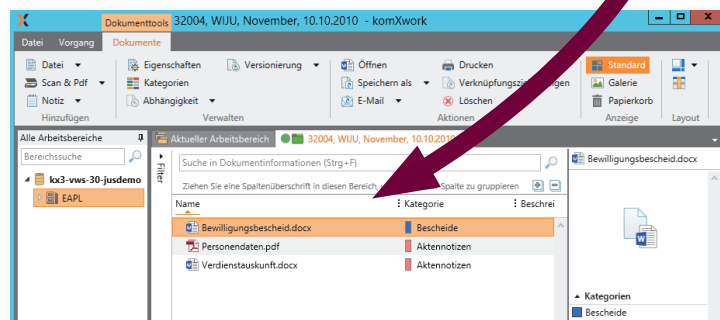 Dokumenttools 32004, WIJU, November, 10.10.2010 - komXwork
Datei Vorgang Dokumente
Datei Eigenschaften Versionierung Öffnen Drucken Standard
Scan & Pdf Kategorien Speichern als Verknüpfungsziel Galerie
Notiz Abhängigkeit E-Mail Löschen Papierkorb
Hinzufügen Verwalten Aktionen Anzeige Layout
Alle Arbeitsbereiche Aktueller Arbeitsbereich 32004, WIJU, November, 10.10.2010
Bereichssuche
Filter
Suche in Dokumentinformationen (Strg+F)
Bewilligungsbescheid.docx
kx3-vws-30-jusdemo
EAPL
Ziehen Sie eine Spaltenüberschrift in diesen Bereich, Spalte zu gruppieren
Name Kategorie Beschrei
Bewilligungsbescheid.docx Bescheide
Personendaten.pdf Aktennotizen
Verdienstauskunft.docx Aktennotizen
Kategorien
Bescheide